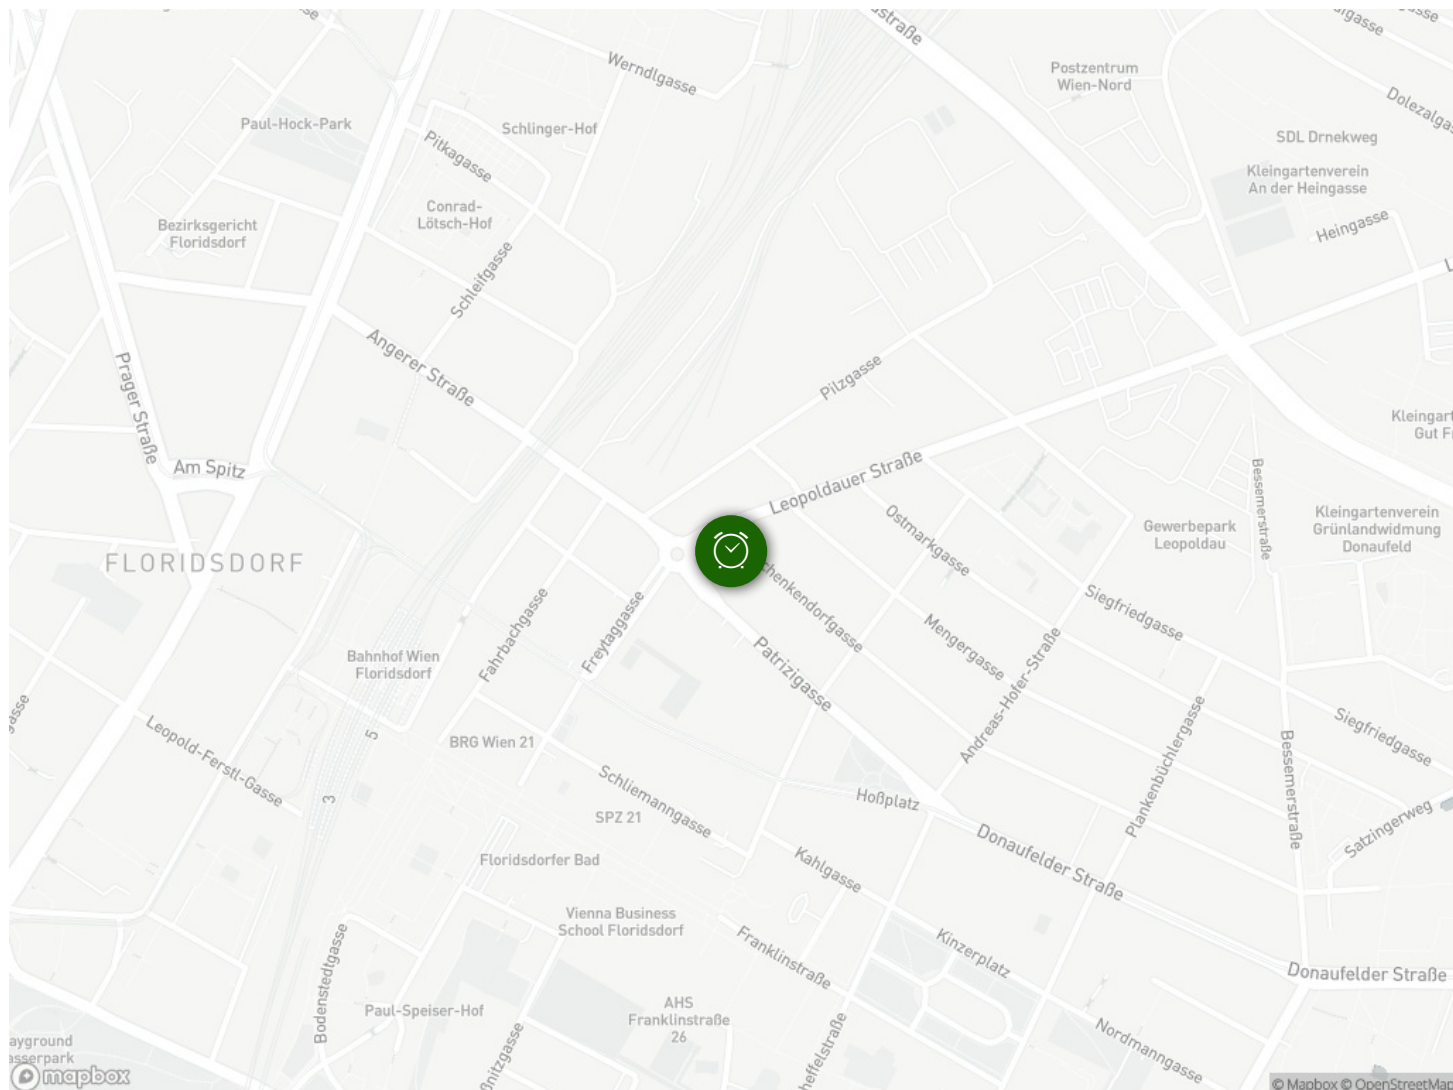 Werndlgasse
Postzentrum
Wien-Nord
Paul-Hock-Park
Schlinger-Hof
SDL Drnekweg
Pitkagasse
Kleingartenverein
An der Heingasse
Conrad-
Lötsch-Hof
Bezirksgericht
Floridsdorf
Heingasse
Schleifgasse
Angerer Straße
Prager Straße
Pilzgasse
Am Spitz
Leopoldauer Straße
Bessemerstraße
Ostmarkgasse
Gewerbepark
Leopoldau
Kleingartenverein
Grünlandwidmung
Donaufeld
FLORIDSDORF
Fahrbachgasse
Freytaggasse
Siegfriedgasse
Mengergasse
Patrizigasse
Andreas-Hofer-Straße
Bahnhof Wien
Floridsdorf
Plankenbüchlergasse
Siegfriedgasse
Leopold-Ferstl-Gasse
5
BRG Wien 21
Bessemerstraße
3
Schliemanngasse
Hoßplatz
SPZ 21
Satzingerweg
Donaufelder Straße
Floridsdorfer Bad
Kahlgasse
Vienna Business
School Floridsdorf
Franklinstraße
Kinzerplatz
Donaufelder Straße
Bodenstedtgasse
Paul-Speiser-Hof
AHS
Franklinstraße
26
Nordmanngasse
mapbox
© Mapbox © OpenStreetMap